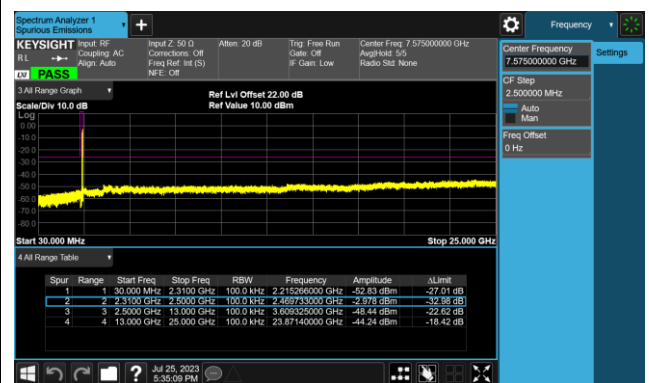 Spectrum Analyzer 1
Spurious Emissions
Frequency
KEYSIGHT
R L
LXI
PASS
Input: RF
Coupling: AC
Align: Auto
Input Z: 50 Ω
Corrections: Off
Freq Ref: Int (S)
NFE: Off
Atten: 20 dB
Trig: Free Run
Gate: Off
IF Gain: Low
Center Freq: 7.575000000 GHz
Avg|Hold: 5/5
Radio Std: None
Center Frequency
7.575000000 GHz
Settings
CF Step
2.500000 MHz
Auto
Man
Freq Offset
0 Hz
3 All Range Graph
Scale/Div 10.0 dB
Ref Lvl Offset 22.00 dB
Ref Value 10.00 dBm
Log
0.00
-10.0
-20.0
-30.0
-40.0
-50.0
-60.0
-70.0
-80.0
Start 30.000 MHz
Stop 25.000 GHz
4 All Range Table
Spur Range Start Freq Stop Freq RBW Frequency Amplitude ΔLimit
1 1 30.000 MHz 2.3100 GHz 100.0 kHz 2.215266000 GHz -52.83 dBm -27.01 dB
2 2 2.3100 GHz 2.5000 GHz 100.0 kHz 2.469733000 GHz -2.978 dBm -32.98 dB
3 3 2.5000 GHz 13.000 GHz 100.0 kHz 3.609325000 GHz -48.44 dBm -22.62 dB
4 4 13.000 GHz 25.000 GHz 100.0 kHz 23.87140000 GHz -44.24 dBm -18.42 dB
Jul 25, 2023
5:35:09 PM